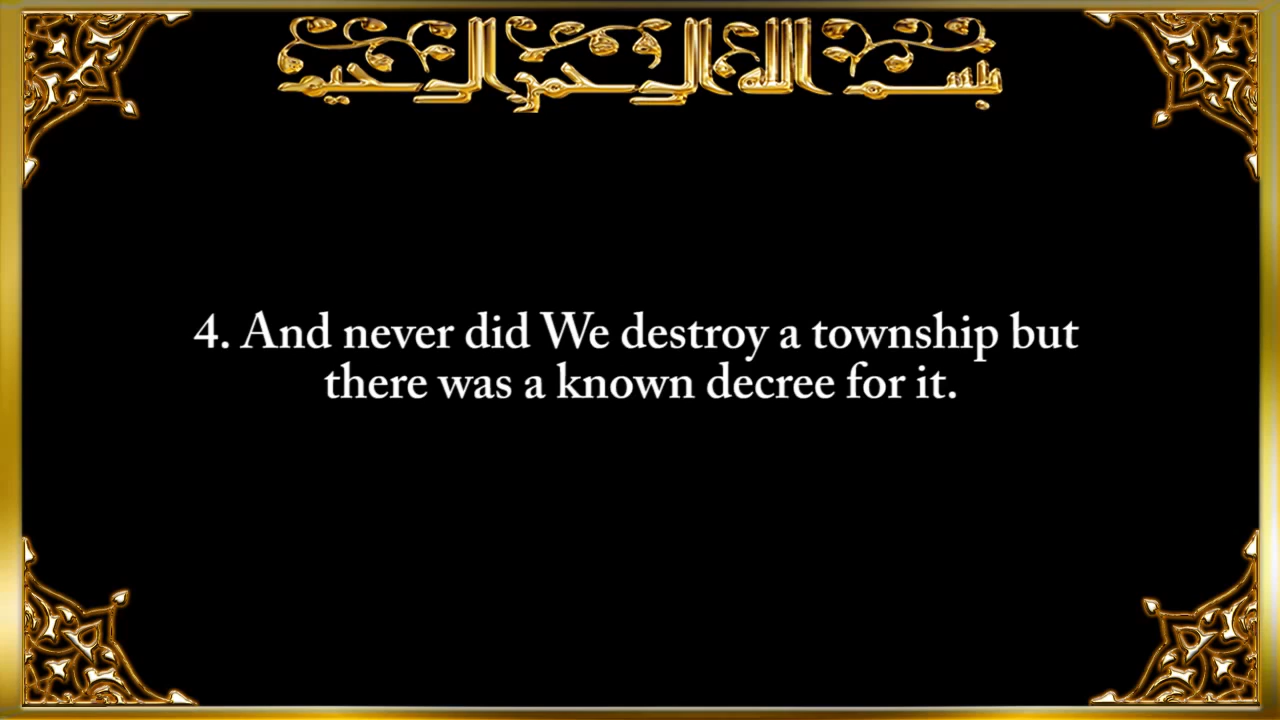 بسم الله الرحمن الرحيم
4. And never did We destroy a township but
there was a known decree for it.